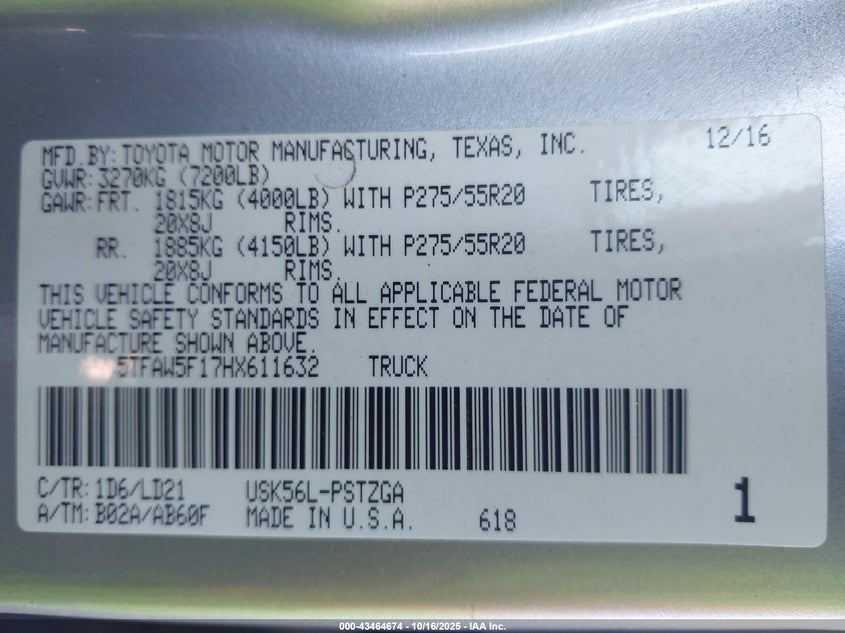 MFD.BY: TOYOTA MOTOR MANUFACTURING, TEXAS, INC. 12/16
GVWR: 3270KG (7200LB)
GAWR: FRT. 1815KG (4000LB) WITH P275/55R20 TIRES,
20X8J RIMS.
RR. 1885KG (4150LB) WITH P275/55R20 TIRES,
20X8J RIMS.
THIS VEHICLE CONFORMS TO ALL APPLICABLE FEDERAL MOTOR
VEHICLE SAFETY STANDARDS IN EFFECT ON THE DATE OF
MANUFACTURE SHOWN ABOVE.
5TFAW5F17HX611632 TRUCK
C/TR: 1D6/LD21 USK56L-PSTZGA
A/TM: B02A/AB60F MADE IN U.S.A. 618 1
000-43464674 - 10/16/2025 - IAA Inc.